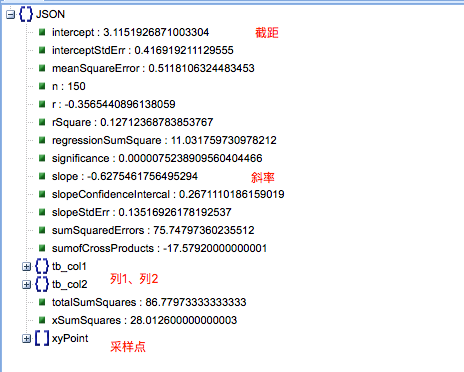 JSON
intercept : 3.1151926871003304 截距
interceptStdErr : 0.416919211129555
meanSquareError : 0.5118106324483453
n : 150
r : -0.3565440896138059
rSquare : 0.12712368783853767
regressionSumSquare : 11.031759730978212
significance : 0.0000075238909560404466
slope : -0.6275461756495294 斜率
slopeConfidenceIntercal : 0.2671110186159019
slopeStdErr : 0.13516926178192537
sumSquaredErrors : 75.74797360235512
sumofCrossProducts : -17.57920000000001
tb_col1
列1、列2
tb_col2
totalSumSquares : 86.77973333333333
xSumSquares : 28.012600000000003
xyPoint
采样点